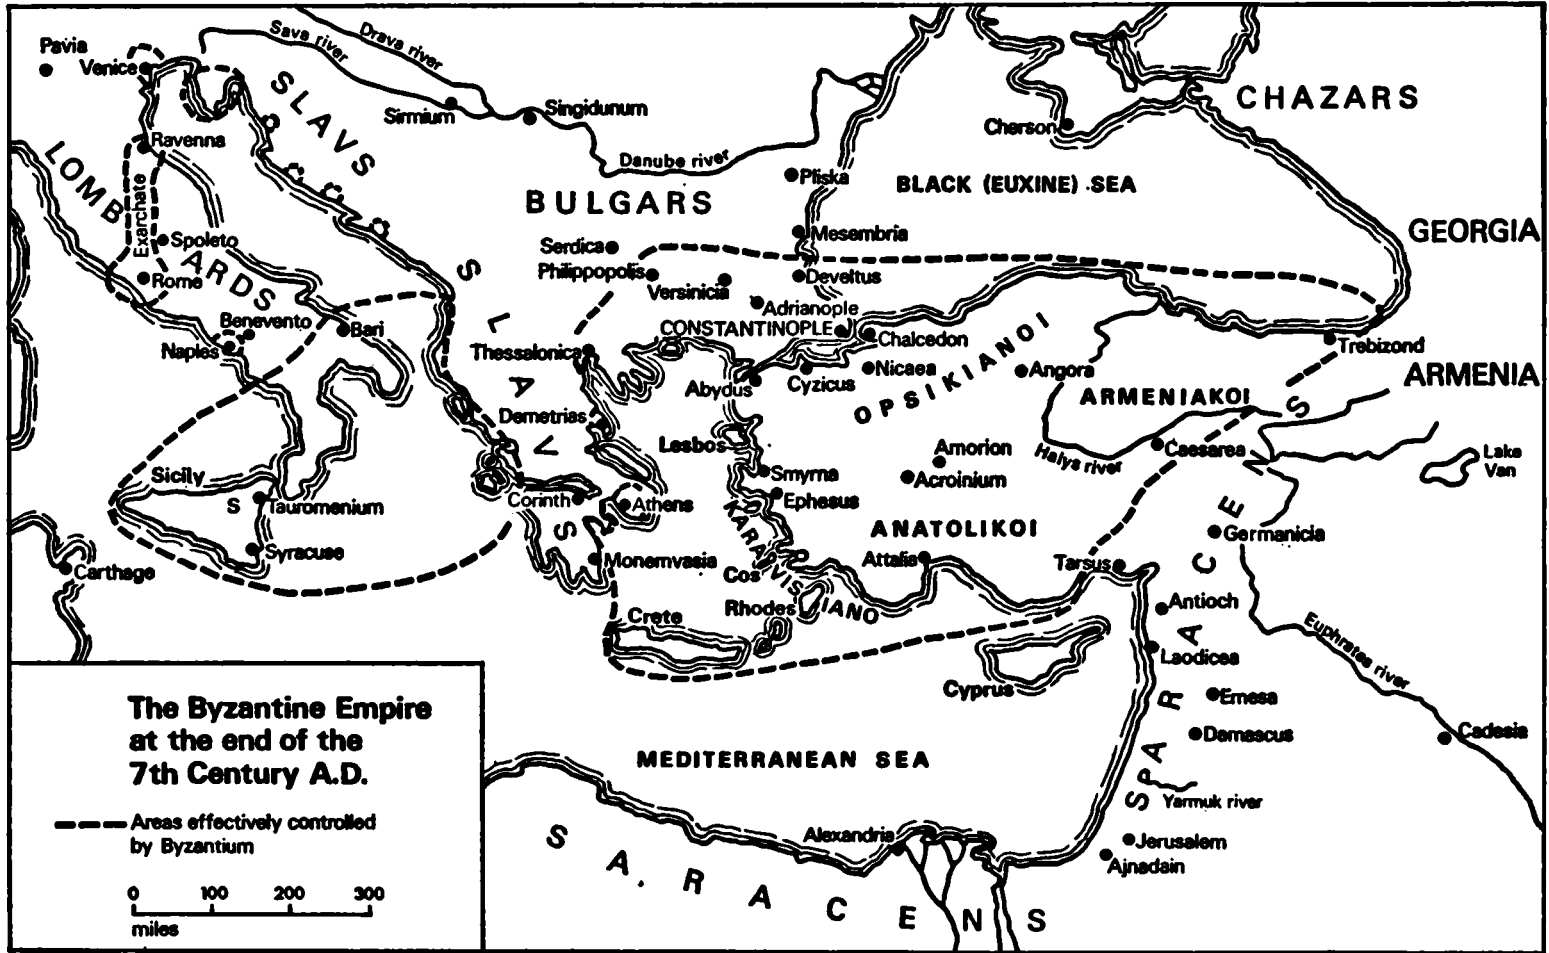 Pavia
Venice
Sava river
Drava river
SLAVS
Sirmium
Singidunum
CHAZARS
Cherson
Ravenna
LOMBARDS
Exarchate
Danube river
Pliska
BLACK (EUXINE) SEA
BULGARS
GEORGIA
Spoleto
Serdica
Mesembria
Rome
Philippopolis
Versinicia
Develtus
SLAVS
Adrianople
Benevento
Bari
CONSTANTINOPLE
Chalcedon
Naples
Thessalonica
Trebizond
Nicaea
Angora
Abydus
Cyzicus
OPSIKIANOI
ARMENIAKOI
ARMENIA
Demetrias
Lesbos
Amorion
Halys river
Caesarea
Lake
Van
Sicily
Smyrna
Acroinium
S
Tauromenium
Corinth
Athens
Ephesus
KARAVISIANO
ANATOLIKOI
Germanicia
Syracuse
Monemvasia
Attalia
Tarsus
Carthage
Cos
Rhodes
Antioch
Crete
Euphrates river
Laodicea
Cyprus
Emesa
SPARACENS
Damascus
Cadesia
MEDITERRANEAN SEA
Yarmuk river
Alexandria
Jerusalem
Ajnadain
SA.RACENS
The Byzantine Empire
at the end of the
7th Century A.D.
Areas effectively controlled
by Byzantium
0 100 200 300
miles